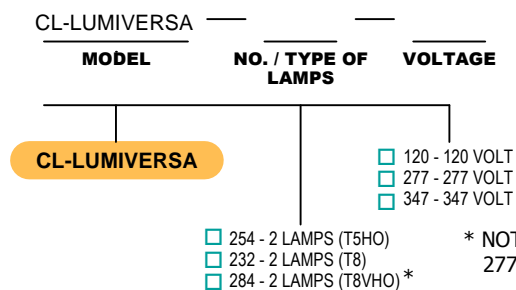 CL-LUMIVERSA — —
MODEL
NO. / TYPE OF
LAMPS
VOLTAGE
CL-LUMIVERSA
120 - 120 VOLT
277 - 277 VOLT
347 - 347 VOLT
254 - 2 LAMPS (T5HO)
232 - 2 LAMPS (T8)
284 - 2 LAMPS (T8VHO) *
* NOT
277